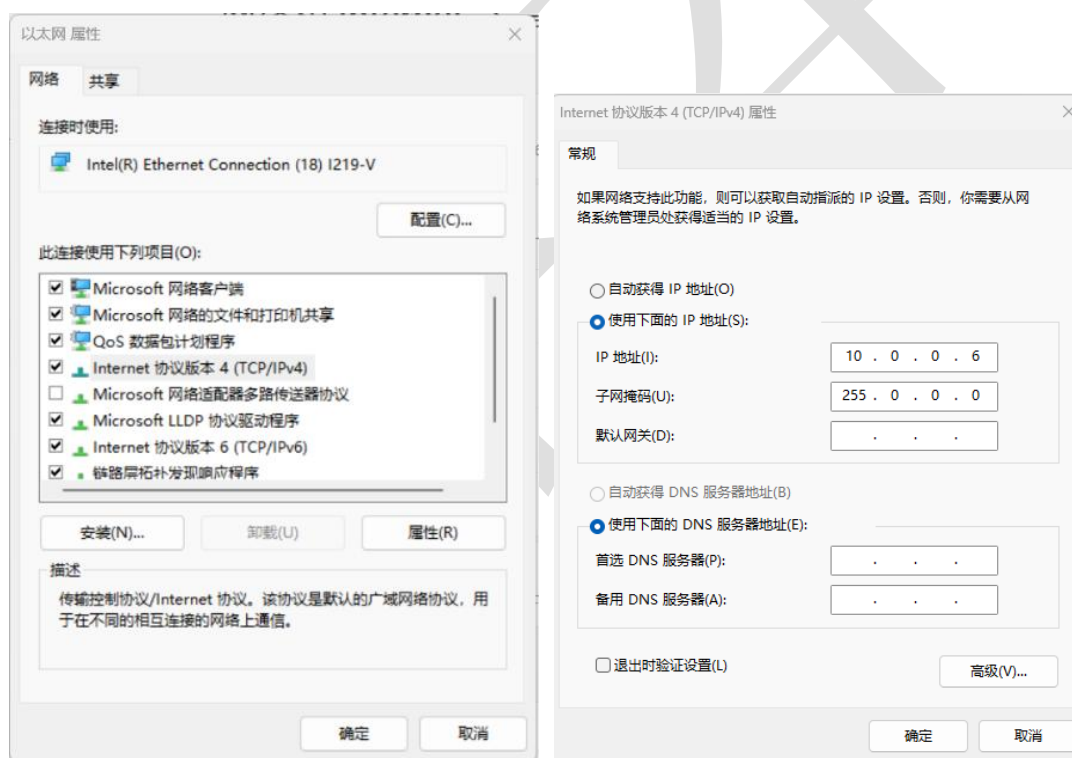 以太网 属性
网络
共享
连接时使用:
Intel(R) Ethernet Connection (18) I219-V
配置(C)...
此连接使用下列项目(O):
Microsoft 网络客户端
Microsoft 网络的文件和打印机共享
QoS 数据包计划程序
Internet 协议版本 4 (TCP/IPv4)
Microsoft 网络适配器多路传送器协议
Microsoft LLDP 协议驱动程序
Internet 协议版本 6 (TCP/IPv6)
链路层拓扑发现响应程序
安装(N)...
卸载(U)
属性(R)
描述
传输控制协议/Internet 协议。该协议是默认的广域网络协议，用
于在不同的相互连接的网络上通信。
确定
取消
Internet 协议版本 4 (TCP/IPv4) 属性
常规
如果网络支持此功能，则可以获取自动指派的 IP 设置。否则，你需要从网
络系统管理员处获得适当的 IP 设置。
自动获得 IP 地址(O)
使用下面的 IP 地址(S):
IP 地址(I):
10 . 0 . 0 . 6
子网掩码(U):
255 . 0 . 0 . 0
默认网关(D):
. . .
自动获得 DNS 服务器地址(B)
使用下面的 DNS 服务器地址(E):
首选 DNS 服务器(P):
. . .
备用 DNS 服务器(A):
. . .
退出时验证设置(L)
高级(V)...
确定
取消